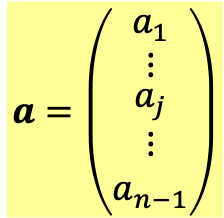 a₁
⋮
𝒂 = aⱼ
⋮
aₙ₋₁